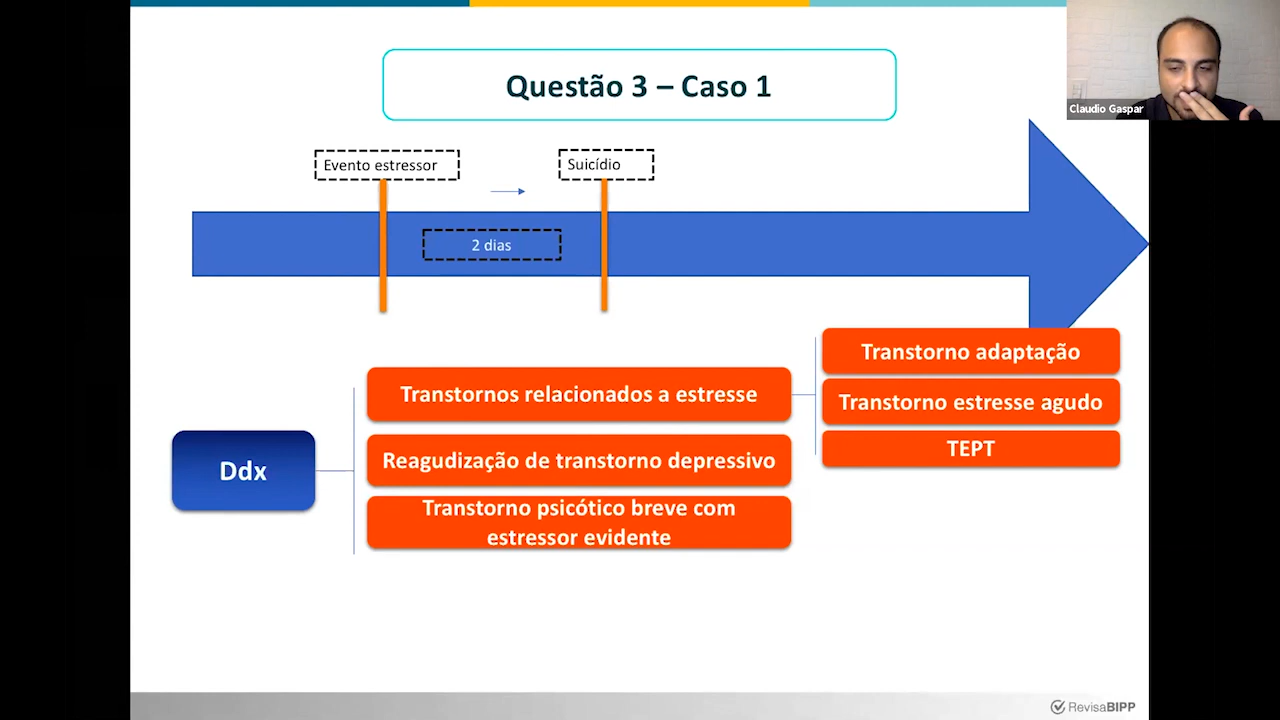 Questão 3 – Caso 1
Claudio Gaspar
Evento estressor
Suicídio
2 dias
Transtorno adaptação
Transtornos relacionados a estresse
Transtorno estresse agudo
TEPT
Reagudização de transtorno depressivo
Ddx
Transtorno psicótico breve com
estressor evidente
RevisaBIPP